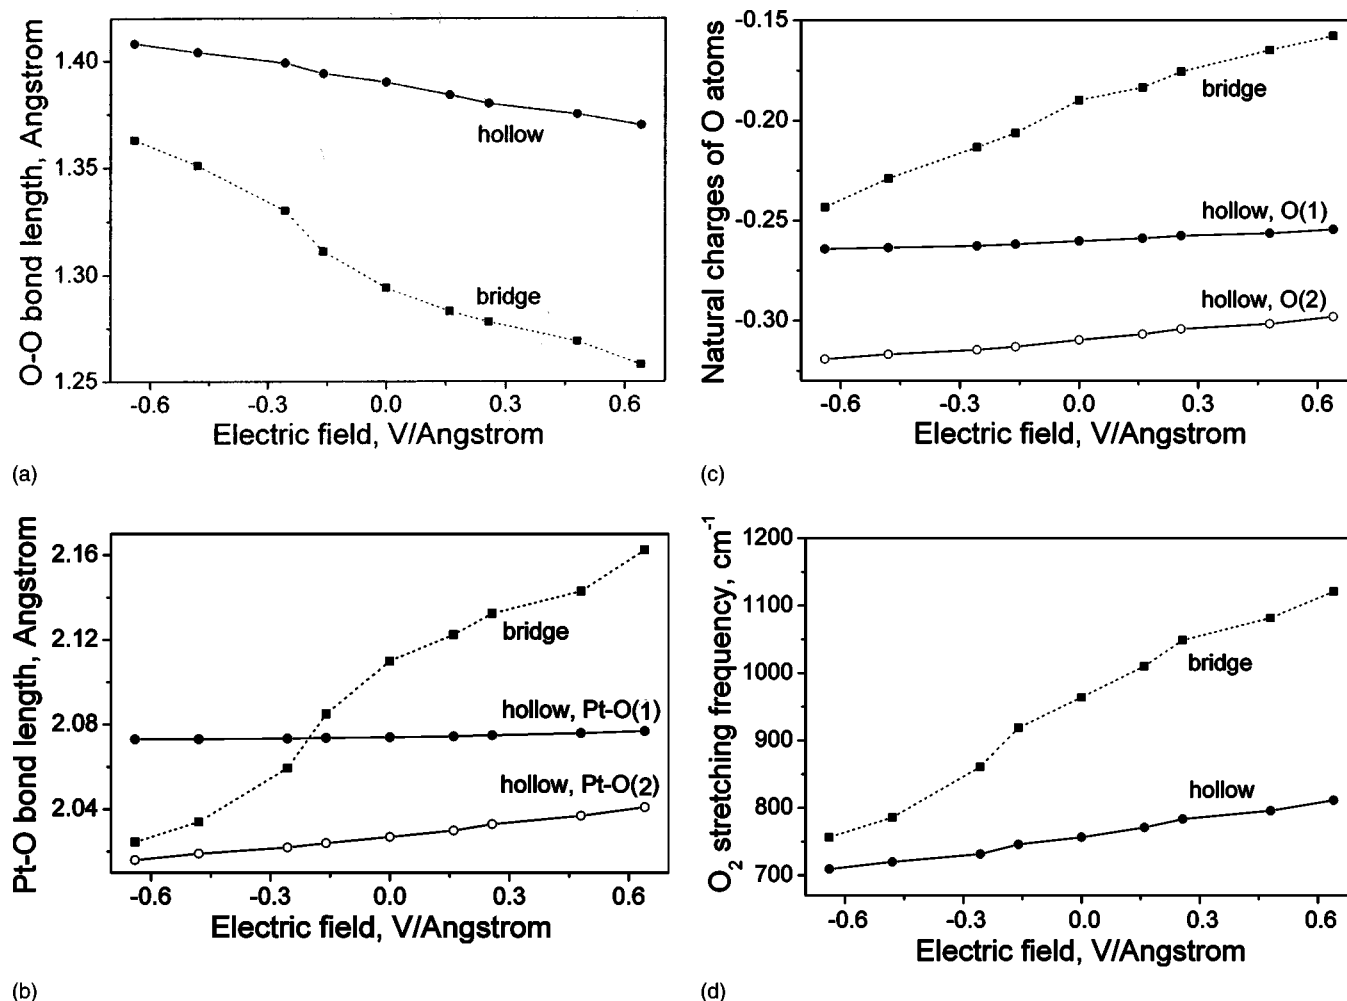 O-O bond length, Angstrom
1.40
1.35
1.30
1.25
hollow
bridge
-0.6
-0.3
0.0
0.3
0.6
Electric field, V/Angstrom
(a)
Pt-O bond length, Angstrom
2.16
2.12
2.08
2.04
bridge
hollow, Pt-O(1)
hollow, Pt-O(2)
-0.6
-0.3
0.0
0.3
0.6
Electric field, V/Angstrom
(b)
Natural charges of O atoms
-0.15
-0.20
-0.25
-0.30
bridge
hollow, O(1)
hollow, O(2)
-0.6
-0.3
0.0
0.3
0.6
Electric field, V/Angstrom
(c)
O₂ stretching frequency, cm⁻¹
1200
1100
1000
900
800
700
bridge
hollow
-0.6
-0.3
0.0
0.3
0.6
Electric field, V/Angstrom
(d)